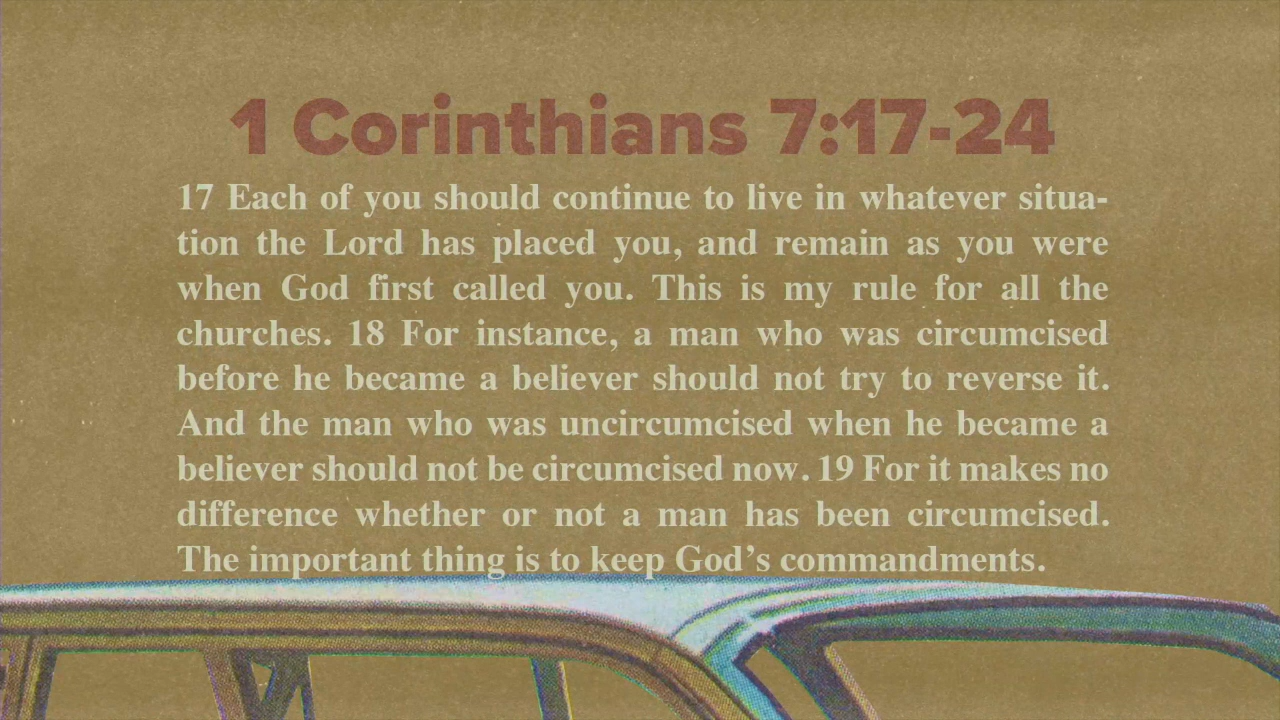 1 Corinthians 7:17-24
17 Each of you should continue to live in whatever situa-
tion the Lord has placed you, and remain as you were
when God first called you. This is my rule for all the
churches. 18 For instance, a man who was circumcised
before he became a believer should not try to reverse it.
And the man who was uncircumcised when he became a
believer should not be circumcised now. 19 For it makes no
difference whether or not a man has been circumcised.
The important thing is to keep God’s commandments.